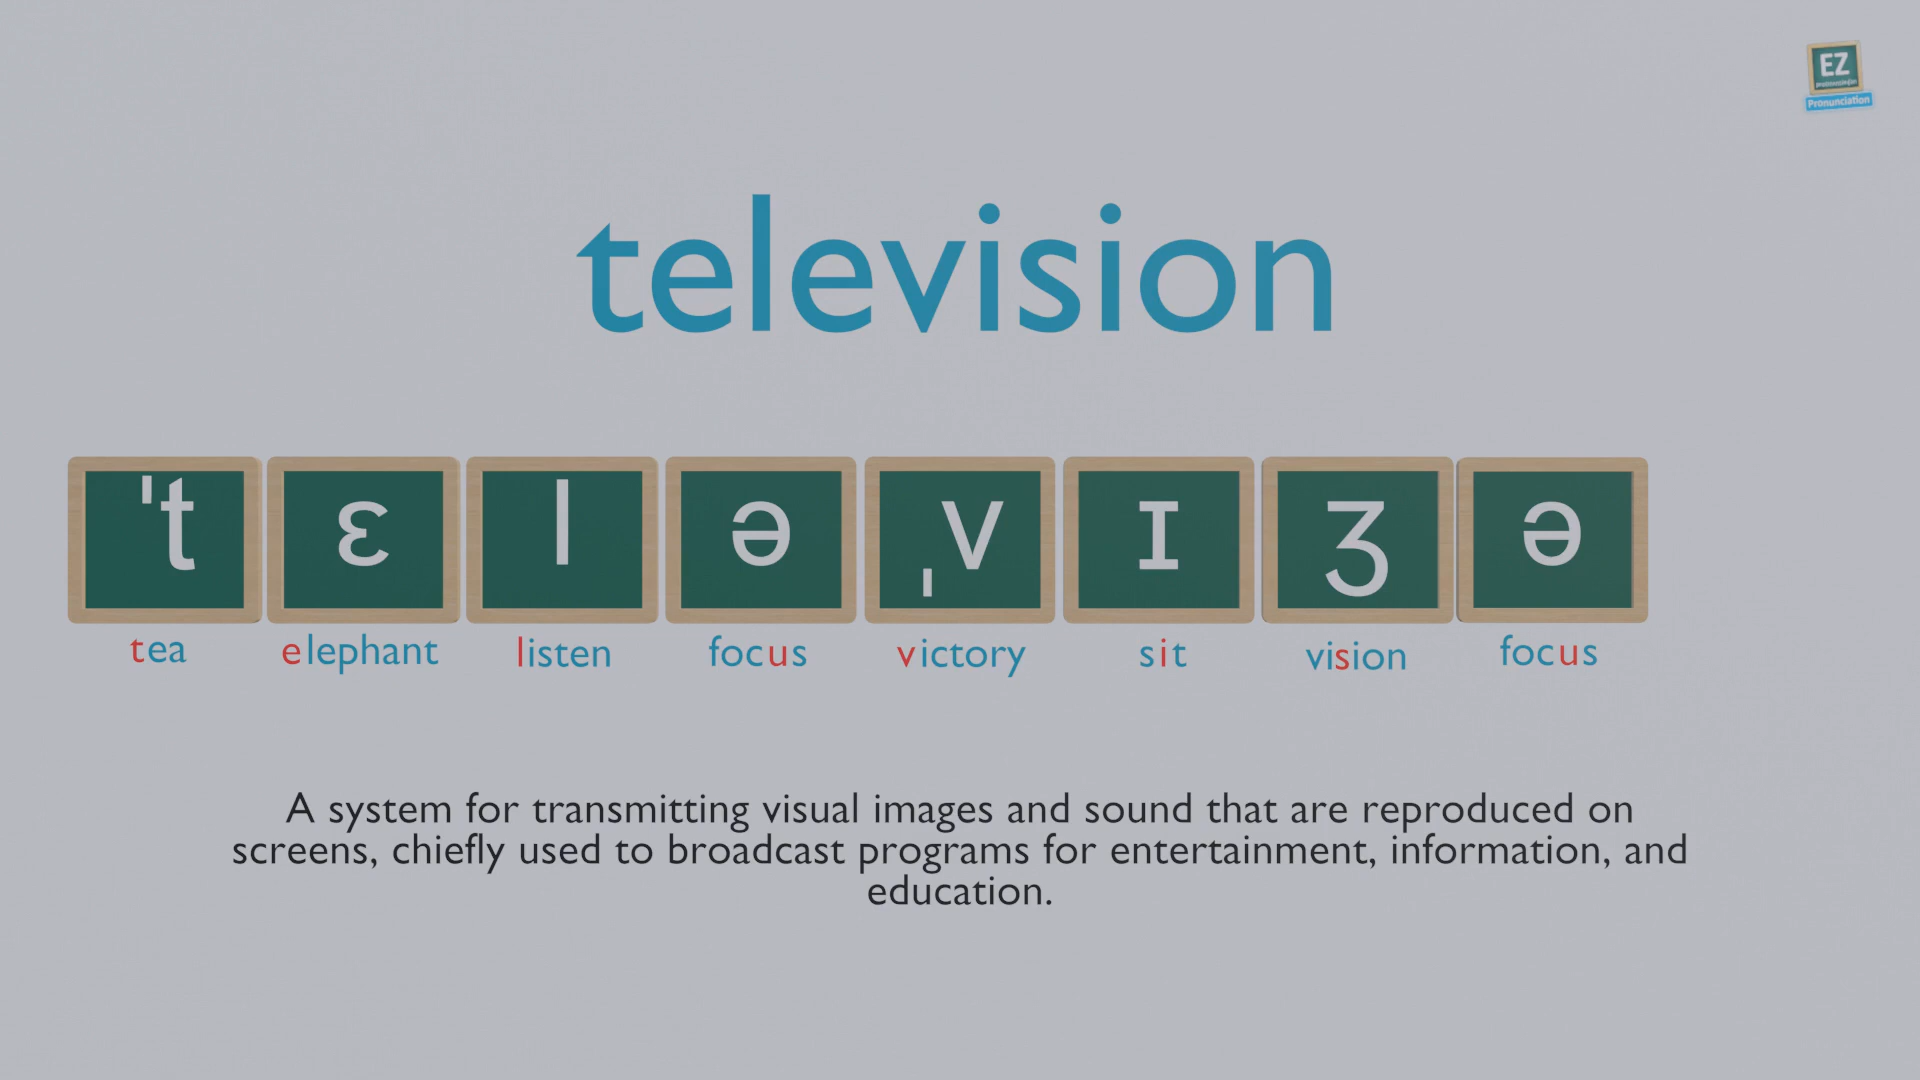 EZ
Pronunciation
television
ˈt ɛ l ə ˌv ɪ ʒ ə
tea elephant listen focus victory sit vision focus
A system for transmitting visual images and sound that are reproduced on
screens, chiefly used to broadcast programs for entertainment, information, and
education.